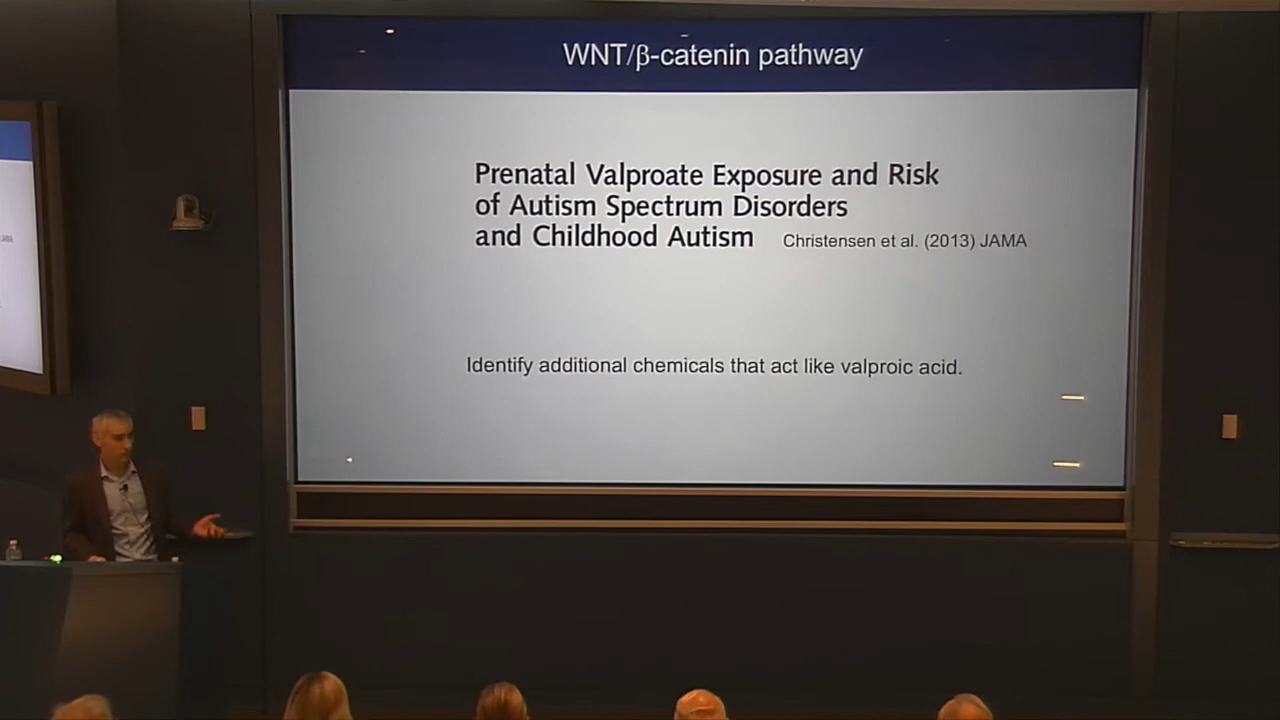 WNT/β-catenin pathway
Prenatal Valproate Exposure and Risk
of Autism Spectrum Disorders
and Childhood Autism Christensen et al. (2013) JAMA
Identify additional chemicals that act like valproic acid.